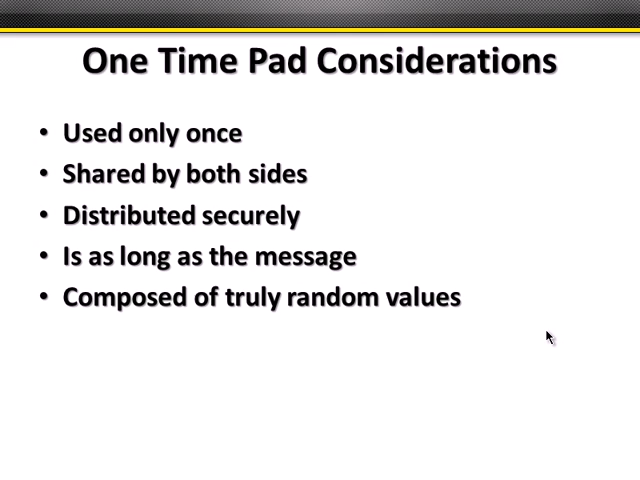 One Time Pad Considerations
• Used only once
• Shared by both sides
• Distributed securely
• Is as long as the message
• Composed of truly random values